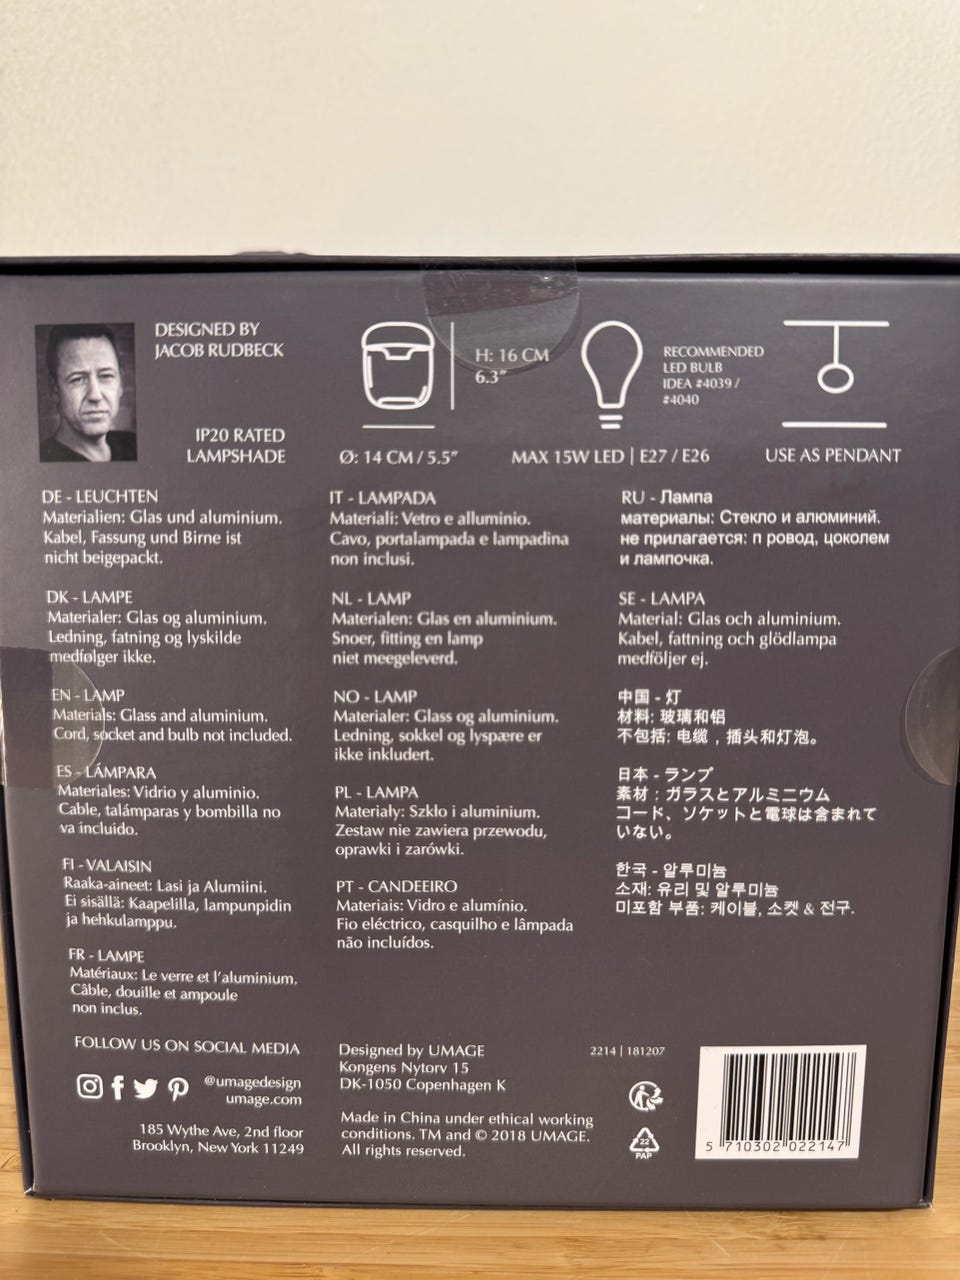 DESIGNED BY
JACOB RUDBECK
IP20 RATED
LAMPSHADE
H: 16 CM
6.3"
Ø: 14 CM / 5.5"
RECOMMENDED
LED BULB
IDEA #4039 /
#4040
MAX 15W LED | E27 / E26
USE AS PENDANT
DE - LEUCHTEN
Materialien: Glas und aluminium.
Kabel, Fassung und Birne ist
nicht beigepackt.
DK - LAMPE
Materialer: Glas og aluminium.
Ledning, fatning og lyskilde
medfølger ikke.
EN - LAMP
Materials: Glass and aluminium.
Cord, socket and bulb not included.
ES - LÁMPARA
Materiales: Vidrio y aluminio.
Cable, talámparas y bombilla no
va incluido.
FI - VALAISIN
Raaka-aineet: Lasi ja Alumiini.
Ei sisällä: Kaapelilla, lampunpidin
ja hehkulamppu.
FR - LAMPE
Matériaux: Le verre et l'aluminium.
Câble, douille et ampoule
non inclus.
IT - LAMPADA
Materiali: Vetro e alluminio.
Cavo, portalampada e lampadina
non inclusi.
NL - LAMP
Materialen: Glas en aluminium.
Snoer, fitting en lamp
niet meegeleverd.
NO - LAMP
Materialer: Glass og aluminium.
Ledning, sokkel og lyspære er
ikke inkludert.
PL - LAMPA
Materiały: Szkło i aluminium.
Zestaw nie zawiera przewodu,
oprawki i zarówki.
PT - CANDEEIRO
Materiais: Vidro e alumínio.
Fio eléctrico, casquilho e lâmpada
não incluídos.
RU - Лампа
материалы: Стекло и алюминий.
не прилагается: п ровод, цоколем
и лампочка.
SE - LAMPA
Material: Glas och aluminium.
Kabel, fattning och glödlampa
medföljer ej.
中国 - 灯
材料: 玻璃和铝
不包括: 电缆，插头和灯泡。
日本 - ランプ
素材：ガラスとアルミニウム
コード、ソケットと電球は含まれて
いない。
한국 - 알루미늄
소재: 유리 및 알루미늄
미포함 부품: 케이블, 소켓 & 전구.
FOLLOW US ON SOCIAL MEDIA
@umagedesign
umage.com
185 Wythe Ave, 2nd floor
Brooklyn, New York 11249
Designed by UMAGE
Kongens Nytorv 15
DK-1050 Copenhagen K
Made in China under ethical working
conditions. TM and © 2018 UMAGE.
All rights reserved.
2214 | 181207
22
PAP
5 710302 022147